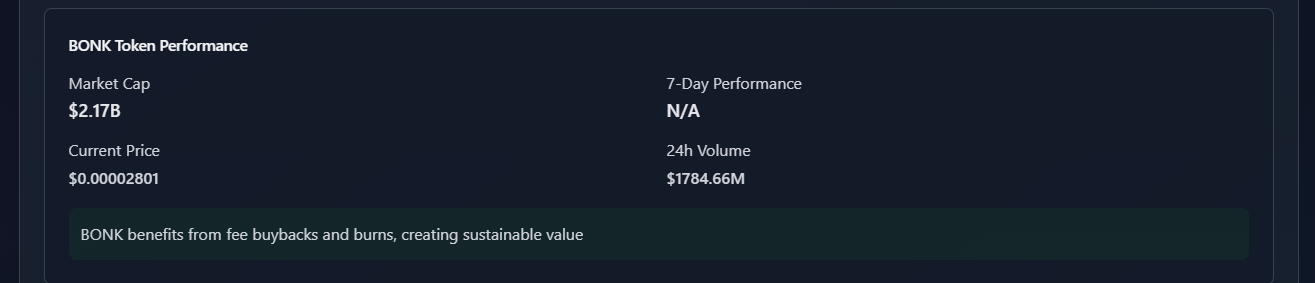 BONK Token Performance
Market Cap
$2.17B
7-Day Performance
N/A
Current Price
$0.00002801
24h Volume
$1784.66M
BONK benefits from fee buybacks and burns, creating sustainable value